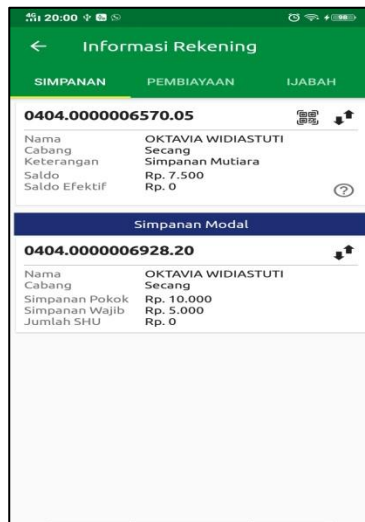 4G 20:00 98
Informasi Rekening
SIMPANAN PEMBIAYAAN IJABAH
0404.0000006570.05
Nama OKTAVIA WIDIASTUTI
Cabang Secang
Keterangan Simpanan Mutiara
Saldo Rp. 7.500
Saldo Efektif Rp. 0
Simpanan Modal
0404.0000006928.20
Nama OKTAVIA WIDIASTUTI
Cabang Secang
Simpanan Pokok Rp. 10.000
Simpanan Wajib Rp. 5.000
Jumlah SHU Rp. 0